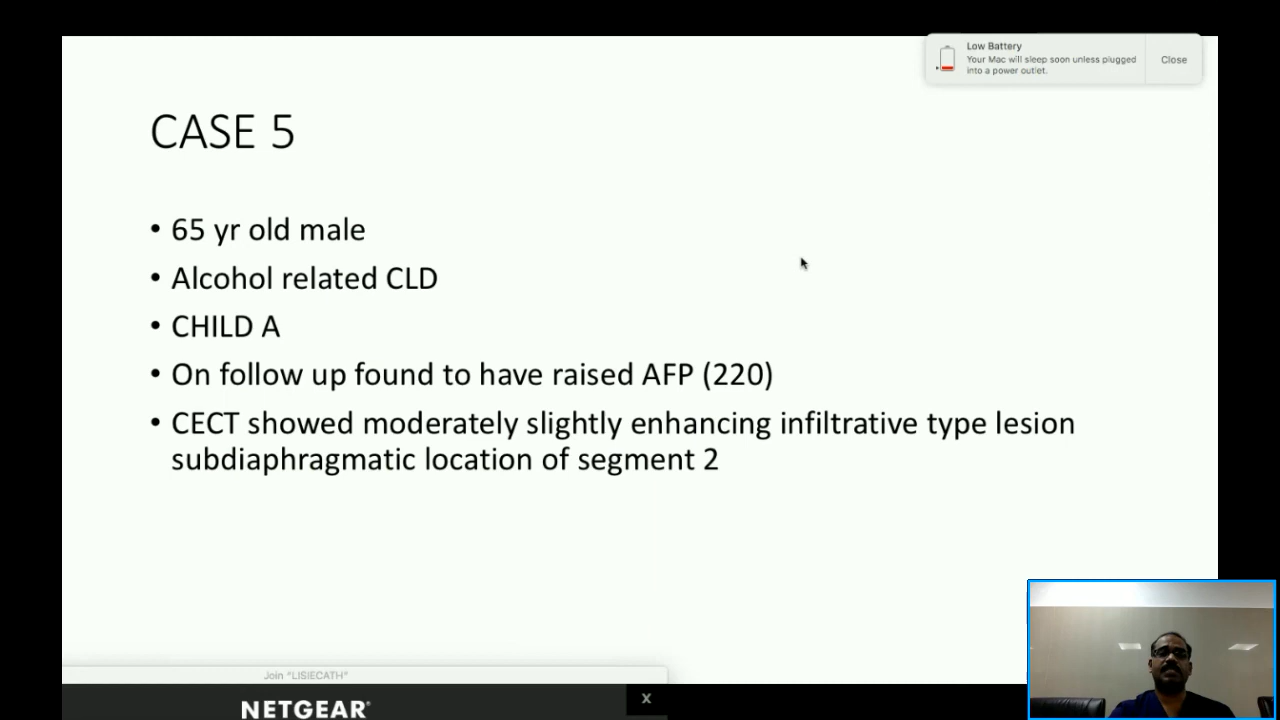 Low Battery
Your Mac will sleep soon unless plugged
into a power outlet.
Close
CASE 5
• 65 yr old male
• Alcohol related CLD
• CHILD A
• On follow up found to have raised AFP (220)
• CECT showed moderately slightly enhancing infiltrative type lesion
subdiaphragmatic location of segment 2
Join "LISIECATH"
NETGEAR®
X